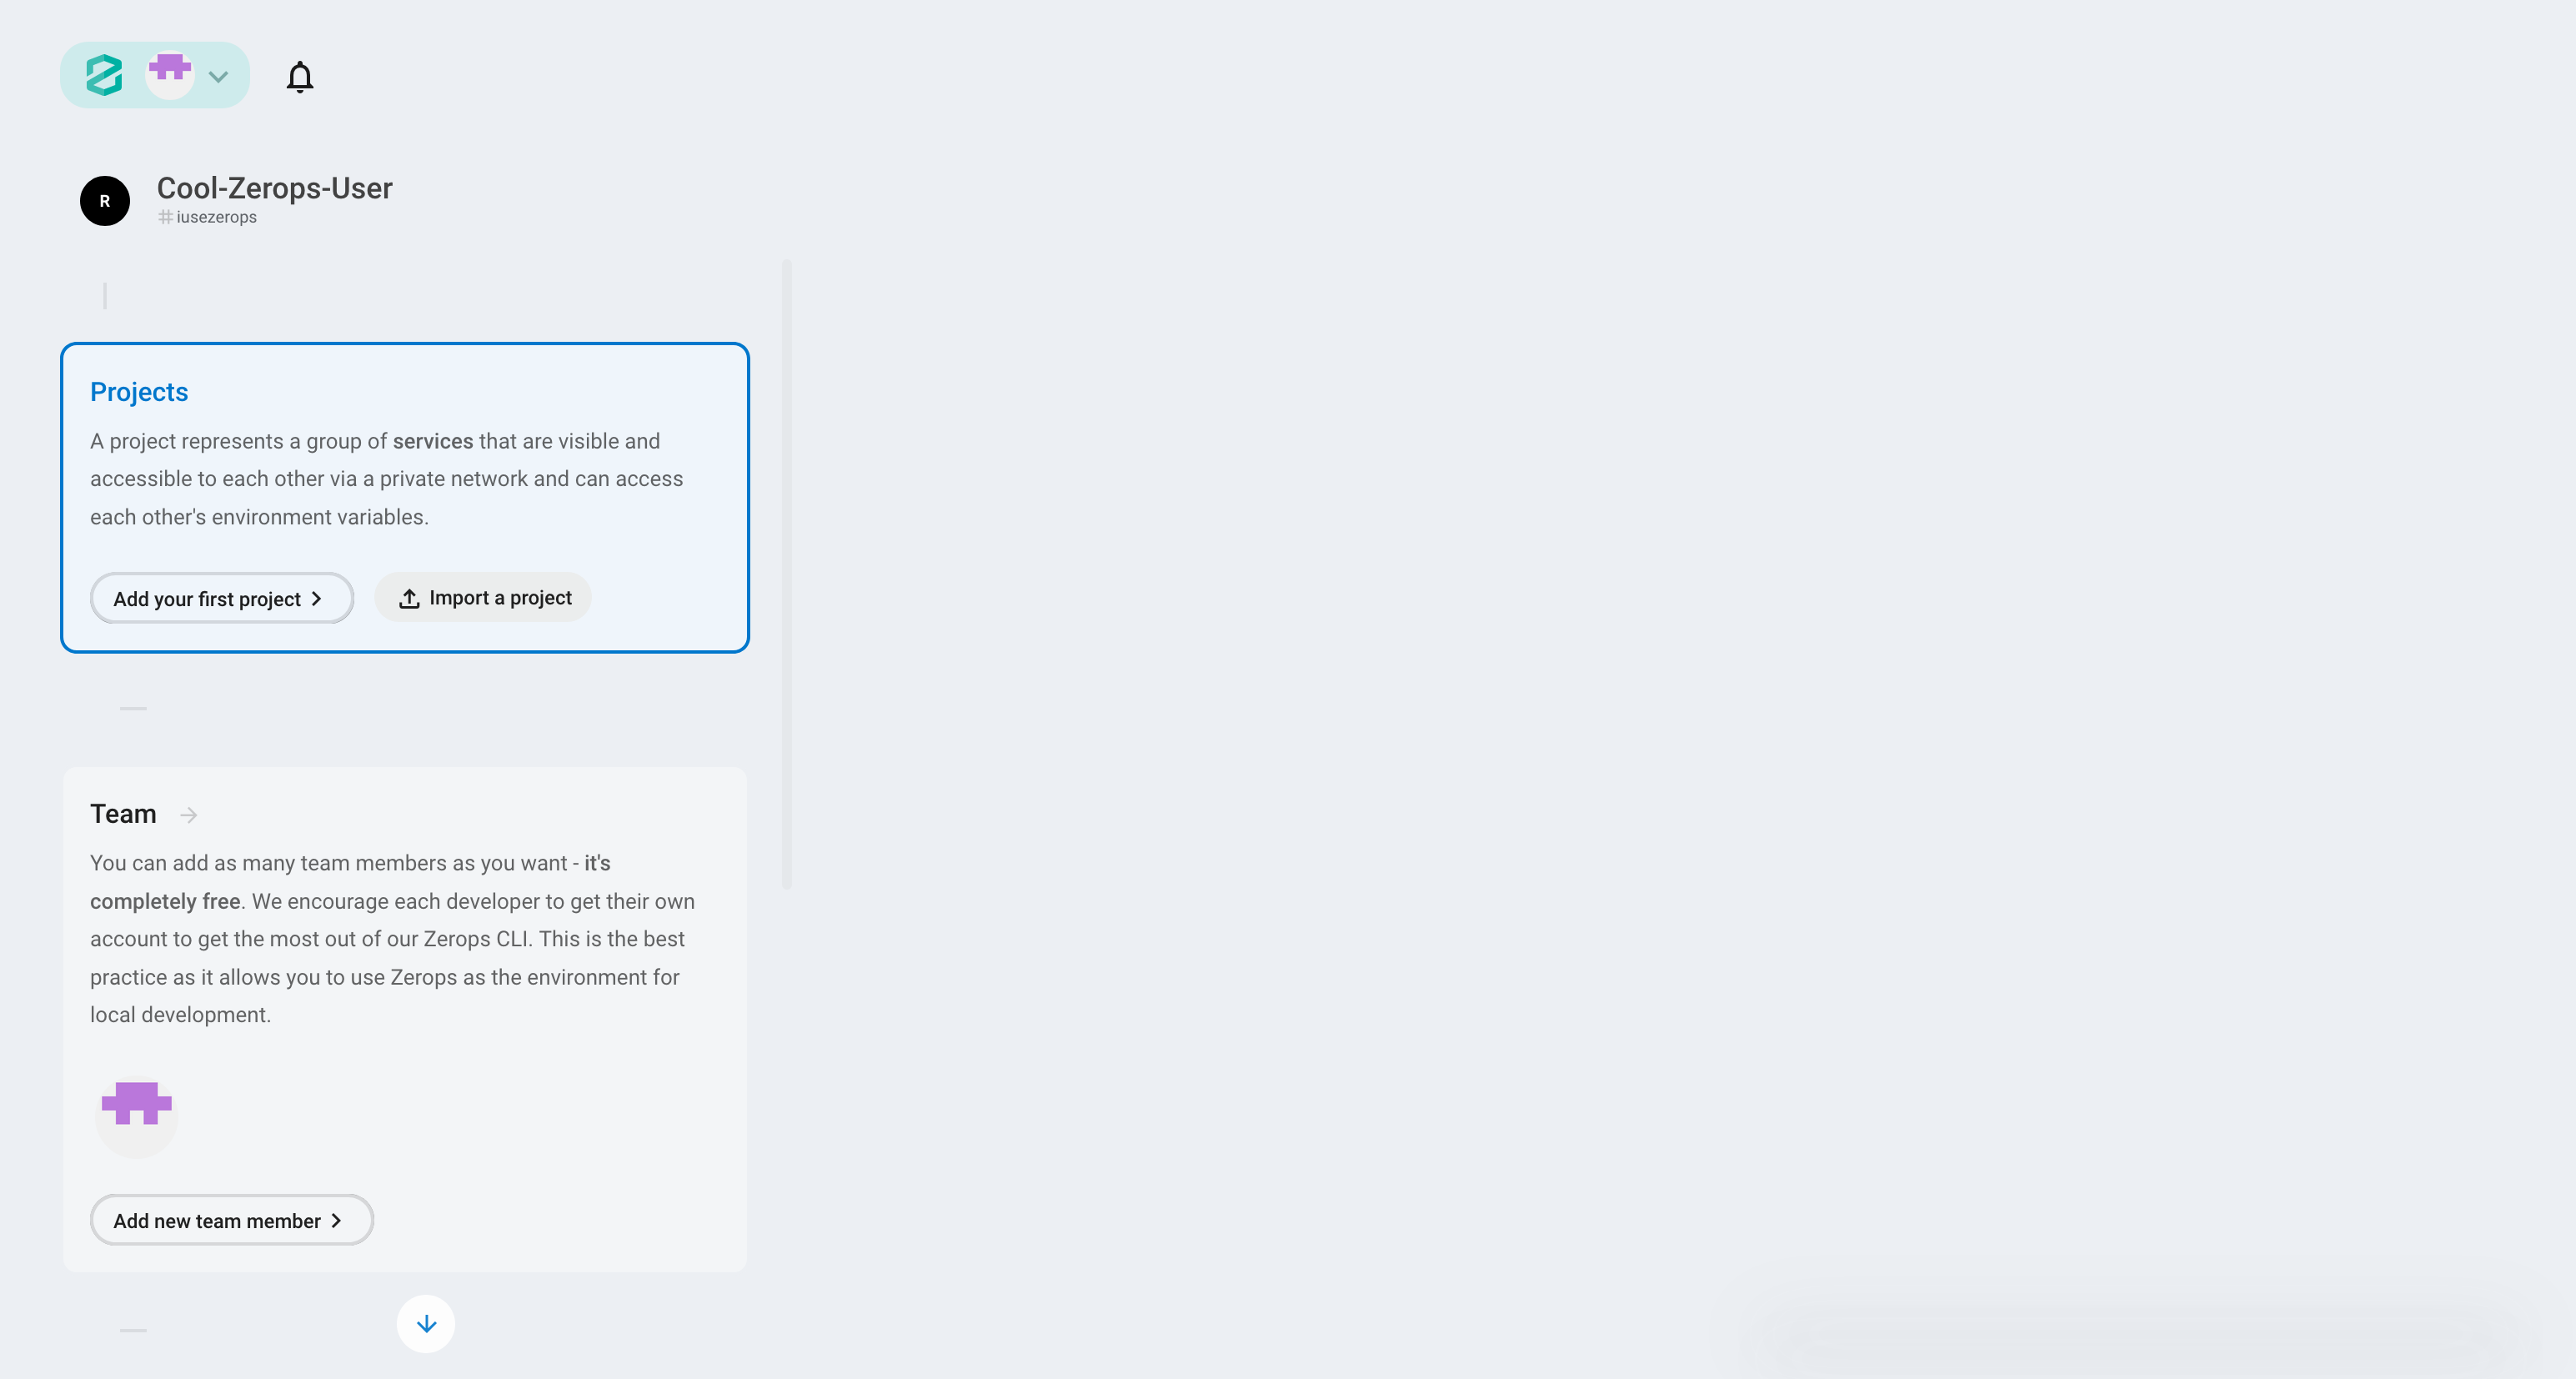 R
Cool-Zerops-User
#iusezerops
Projects
A project represents a group of services that are visible and
accessible to each other via a private network and can access
each other's environment variables.
Add your first project
Import a project
Team
You can add as many team members as you want - it's
completely free. We encourage each developer to get their own
account to get the most out of our Zerops CLI. This is the best
practice as it allows you to use Zerops as the environment for
local development.
Add new team member